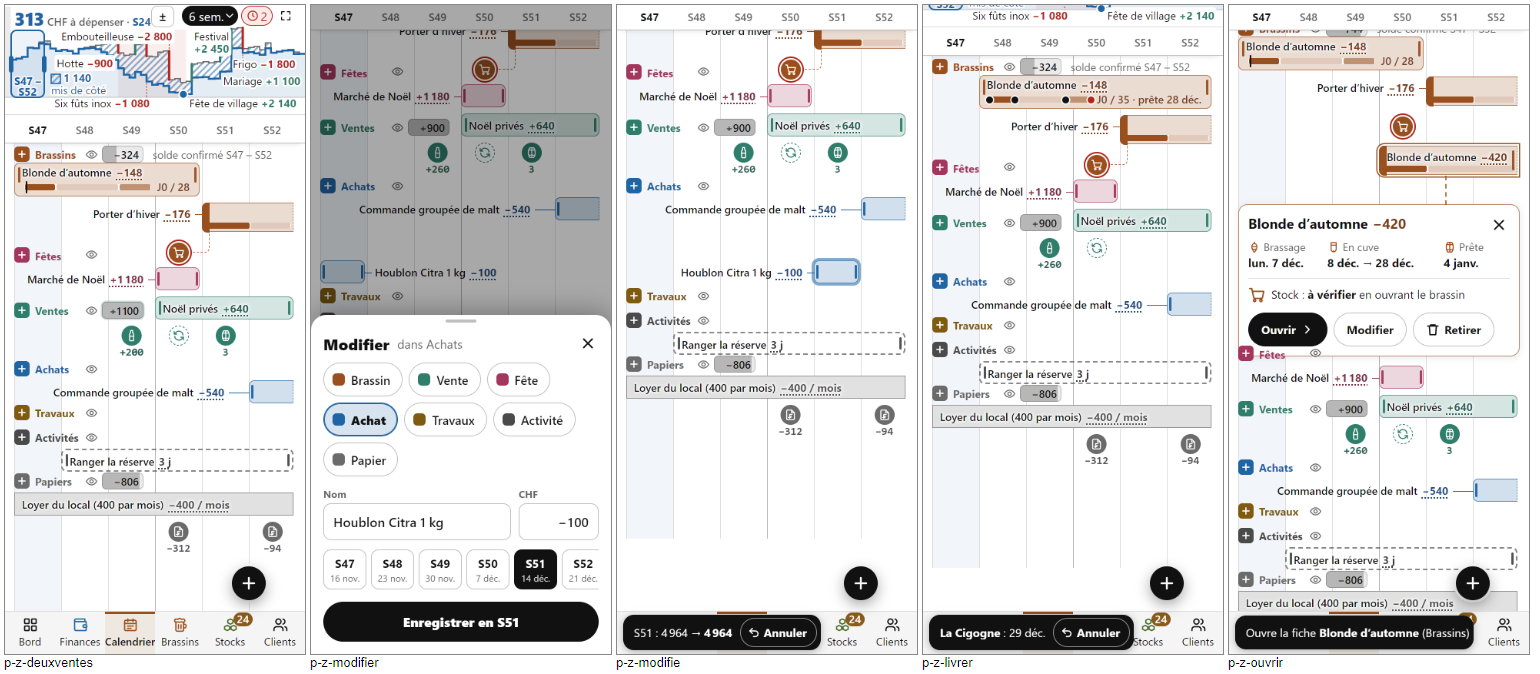 313 CHF à dépenser · S24
±
6 sem.
2
Embouteilleuse −2 800
Festival
+2 450
Hotte −900
Frigo −1 800
S47 –
S52
1 140
mis de côté
Mariage +1 100
Six fûts inox −1 080
Fête de village +2 140
S47 S48 S49 S50 S51 S52
Brassins −324 solde confirmé S47 – S52
Blonde d'automne −148
J0 / 28
Porter d'hiver −176
Fêtes
Marché de Noël +1 180
Ventes +1100 Noël privés +640
+200 3
Achats
Commande groupée de malt −540
Travaux
Activités
Ranger la réserve 3 j
Papiers −806
Loyer du local (400 par mois) −400 / mois
−312 −94
+
Bord Finances Calendrier Brassins 24 Stocks Clients
p-z-deuxventes
S47 S48 S49 S50 S51 S52
Porter d'hiver −176
Fêtes
Marché de Noël +1 180
Ventes +900 Noël privés +640
+260 3
Achats
Commande groupée de malt −540
Houblon Citra 1 kg −100
Travaux
Modifier dans Achats
Brassin Vente Fête
Achat Travaux Activité
Papier
Nom CHF
Houblon Citra 1 kg −100
S47 S48 S49 S50 S51 S52
16 nov. 23 nov. 30 nov. 7 déc. 14 déc. 21 déc.
Enregistrer en S51
p-z-modifier
S47 S48 S49 S50 S51 S52
Porter d'hiver −176
Fêtes
Marché de Noël +1 180
Ventes +900 Noël privés +640
+260 3
Achats
Commande groupée de malt −540
Houblon Citra 1 kg −100
Travaux
Activités
Ranger la réserve 3 j
Papiers −806
Loyer du local (400 par mois) −400 / mois
−312 −94
+
S51 : 4 964 → 4 964 Annuler
24 Stocks Clients
p-z-modifie
Six fûts inox −1 080 Fête de village +2 140
S47 S48 S49 S50 S51 S52
Brassins −324 solde confirmé S47 – S52
Blonde d'automne −148
J0 / 35 · prête 28 déc.
Porter d'hiver −176
Fêtes
Marché de Noël +1 180
Ventes +900 Noël privés +640
+260
Achats
Commande groupée de malt −540
Travaux
Activités
Ranger la réserve 3 j
Papiers −806
Loyer du local (400 par mois) −400 / mois
−312 −94
+
La Cigogne : 29 déc. Annuler
24 Stocks Clients
p-z-livrer
S47 S48 S49 S50 S51 S52
Brassins solde confirmé S47 – S52
Blonde d'automne −148
J0 / 28
Porter d'hiver −176
Blonde d'automne −420
Blonde d'automne −420
Brassage En cuve Prête
lun. 7 déc. 8 déc. → 28 déc. 4 janv.
Stock : à vérifier en ouvrant le brassin
Ouvrir Modifier Retirer
Fêtes
Marché de Noël +1 180
Ventes +900 Noël privés +640
+260 3
Achats
Commande groupée de malt −540
Travaux
Activités
Ranger la réserve 3 j
Papiers −806
Loyer du local (400 par mois) −400 / mois
+
Ouvre la fiche Blonde d'automne (Brassins)
Clients
p-z-ouvrir